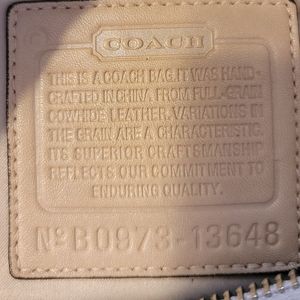 COACH
THIS IS A COACH BAG. IT WAS HAND-
CRAFTED IN CHINA FROM FULL-GRAIN
COWHIDE LEATHER. VARIATIONS IN
THE GRAIN ARE A CHARACTERISTIC.
ITS SUPERIOR CRAFTSMANSHIP
REFLECTS OUR COMMITMENT TO
ENDURING QUALITY.
Nº B0973-13648